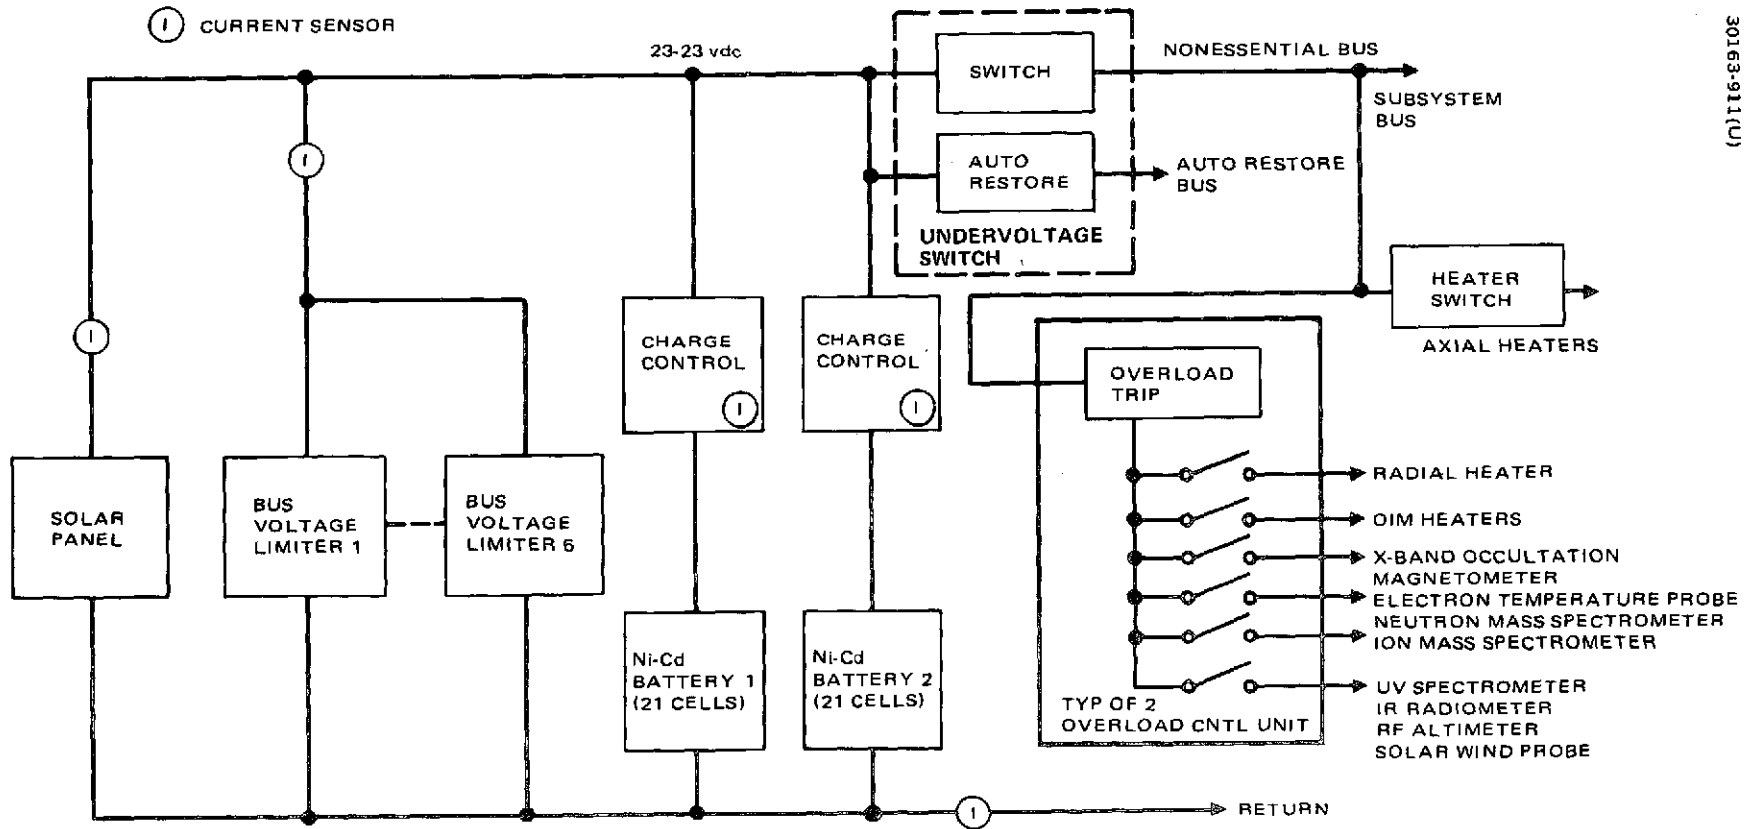 I CURRENT SENSOR
30163-911(U)
23-23 vdc
SWITCH
NONESSENTIAL BUS
SUBSYSTEM
BUS
AUTO
RESTORE
AUTO RESTORE
BUS
UNDERVOLTAGE
SWITCH
I
HEATER
SWITCH
AXIAL HEATERS
I
CHARGE
CONTROL
I
CHARGE
CONTROL
I
OVERLOAD
TRIP
SOLAR
PANEL
BUS
VOLTAGE
LIMITER 1
BUS
VOLTAGE
LIMITER 6
RADIAL HEATER
OIM HEATERS
X-BAND OCCULTATION
MAGNETOMETER
ELECTRON TEMPERATURE PROBE
NEUTRON MASS SPECTROMETER
ION MASS SPECTROMETER
UV SPECTROMETER
IR RADIOMETER
RF ALTIMETER
SOLAR WIND PROBE
Ni-Cd
BATTERY 1
(21 CELLS)
Ni-Cd
BATTERY 2
(21 CELLS)
TYP OF 2
OVERLOAD CNTL UNIT
I
RETURN